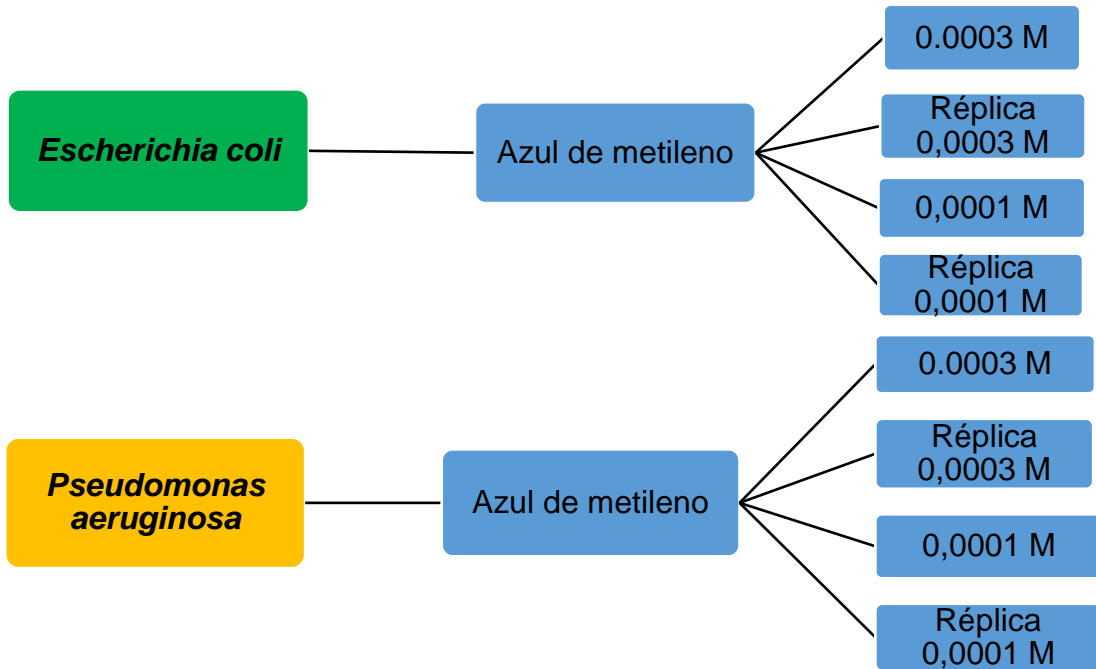 Escherichia coli
Azul de metileno
0.0003 M
Réplica
0,0003 M
0,0001 M
Réplica
0,0001 M
Pseudomonas
aeruginosa
Azul de metileno
0.0003 M
Réplica
0,0003 M
0,0001 M
Réplica
0,0001 M